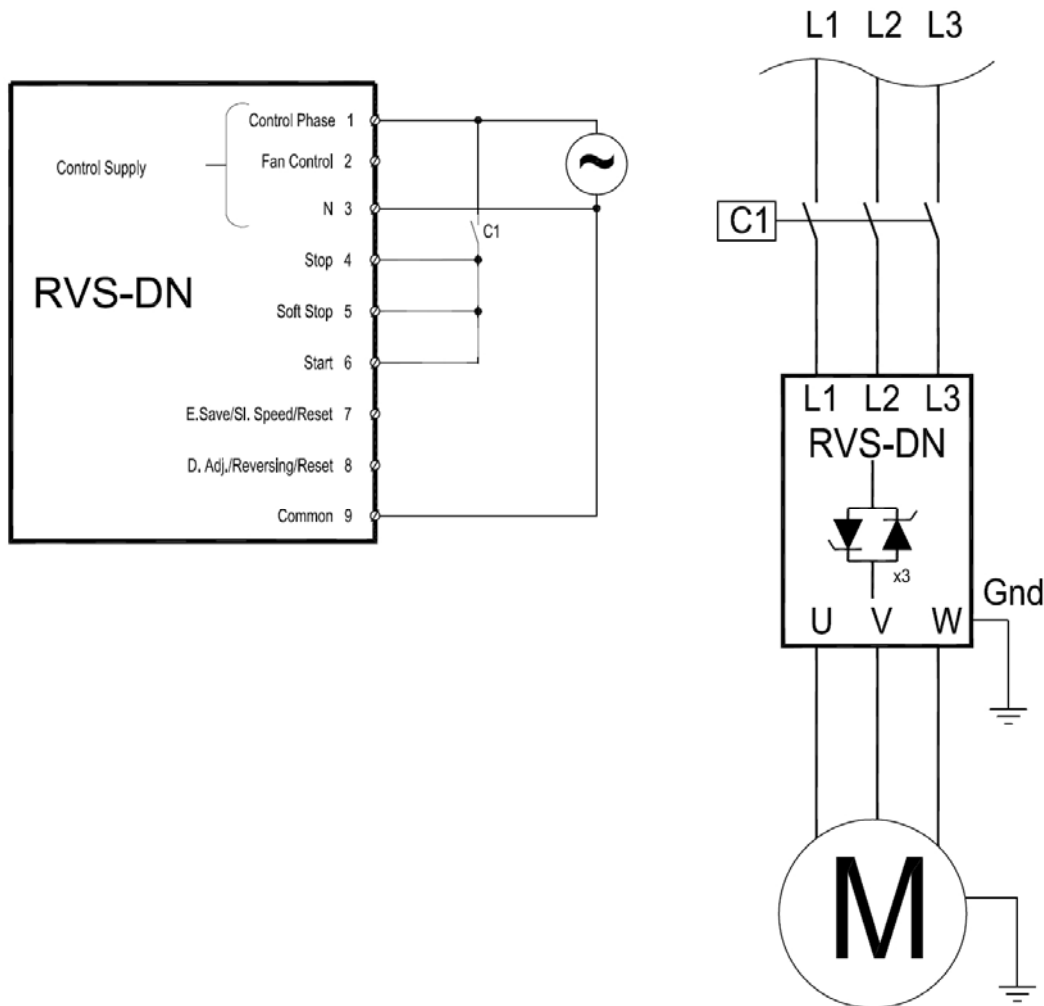 Control Supply
RVS-DN
Control Phase 1
Fan Control 2
N 3
Stop 4
Soft Stop 5
Start 6
E.Save/Sl. Speed/Reset 7
D. Adj./Reversing/Reset 8
Common 9
~
C1
L1 L2 L3
C1
L1 L2 L3
RVS-DN
x3
U V W
Gnd
M